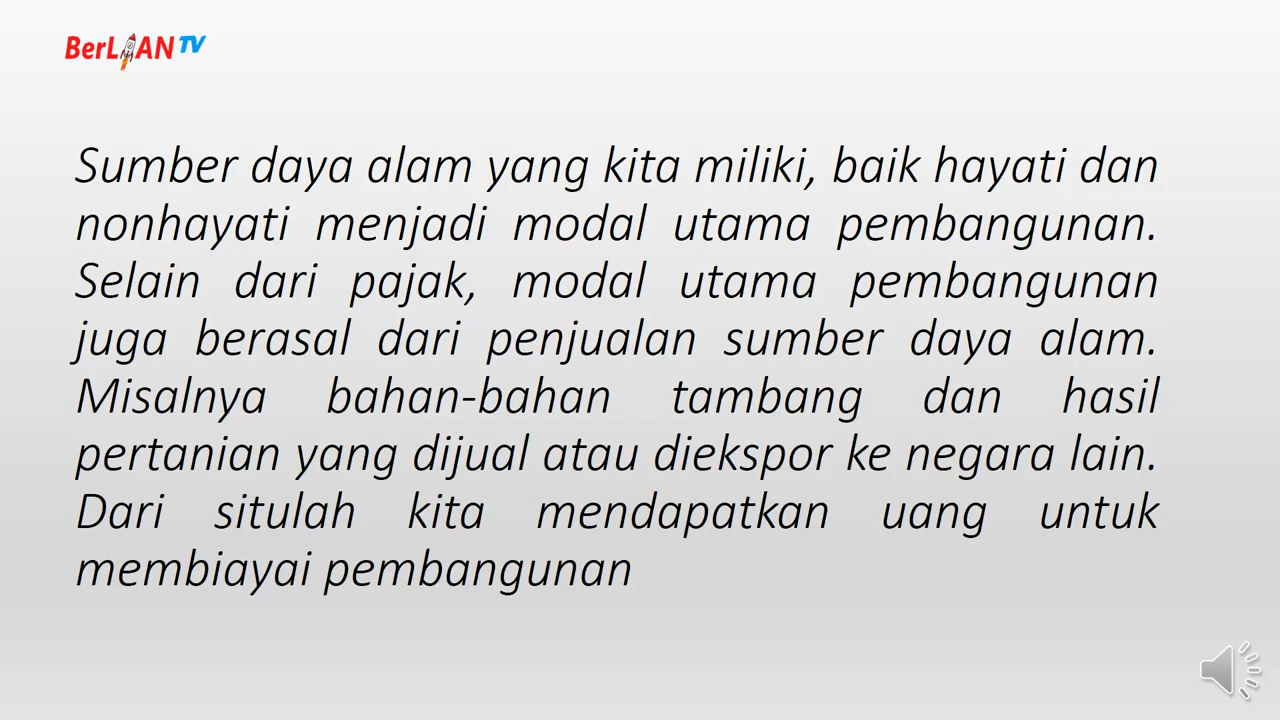 BerLIAN TV
Sumber daya alam yang kita miliki, baik hayati dan
nonhayati menjadi modal utama pembangunan.
Selain dari pajak, modal utama pembangunan
juga berasal dari penjualan sumber daya alam.
Misalnya bahan-bahan tambang dan hasil
pertanian yang dijual atau diekspor ke negara lain.
Dari situlah kita mendapatkan uang untuk
membiayai pembangunan